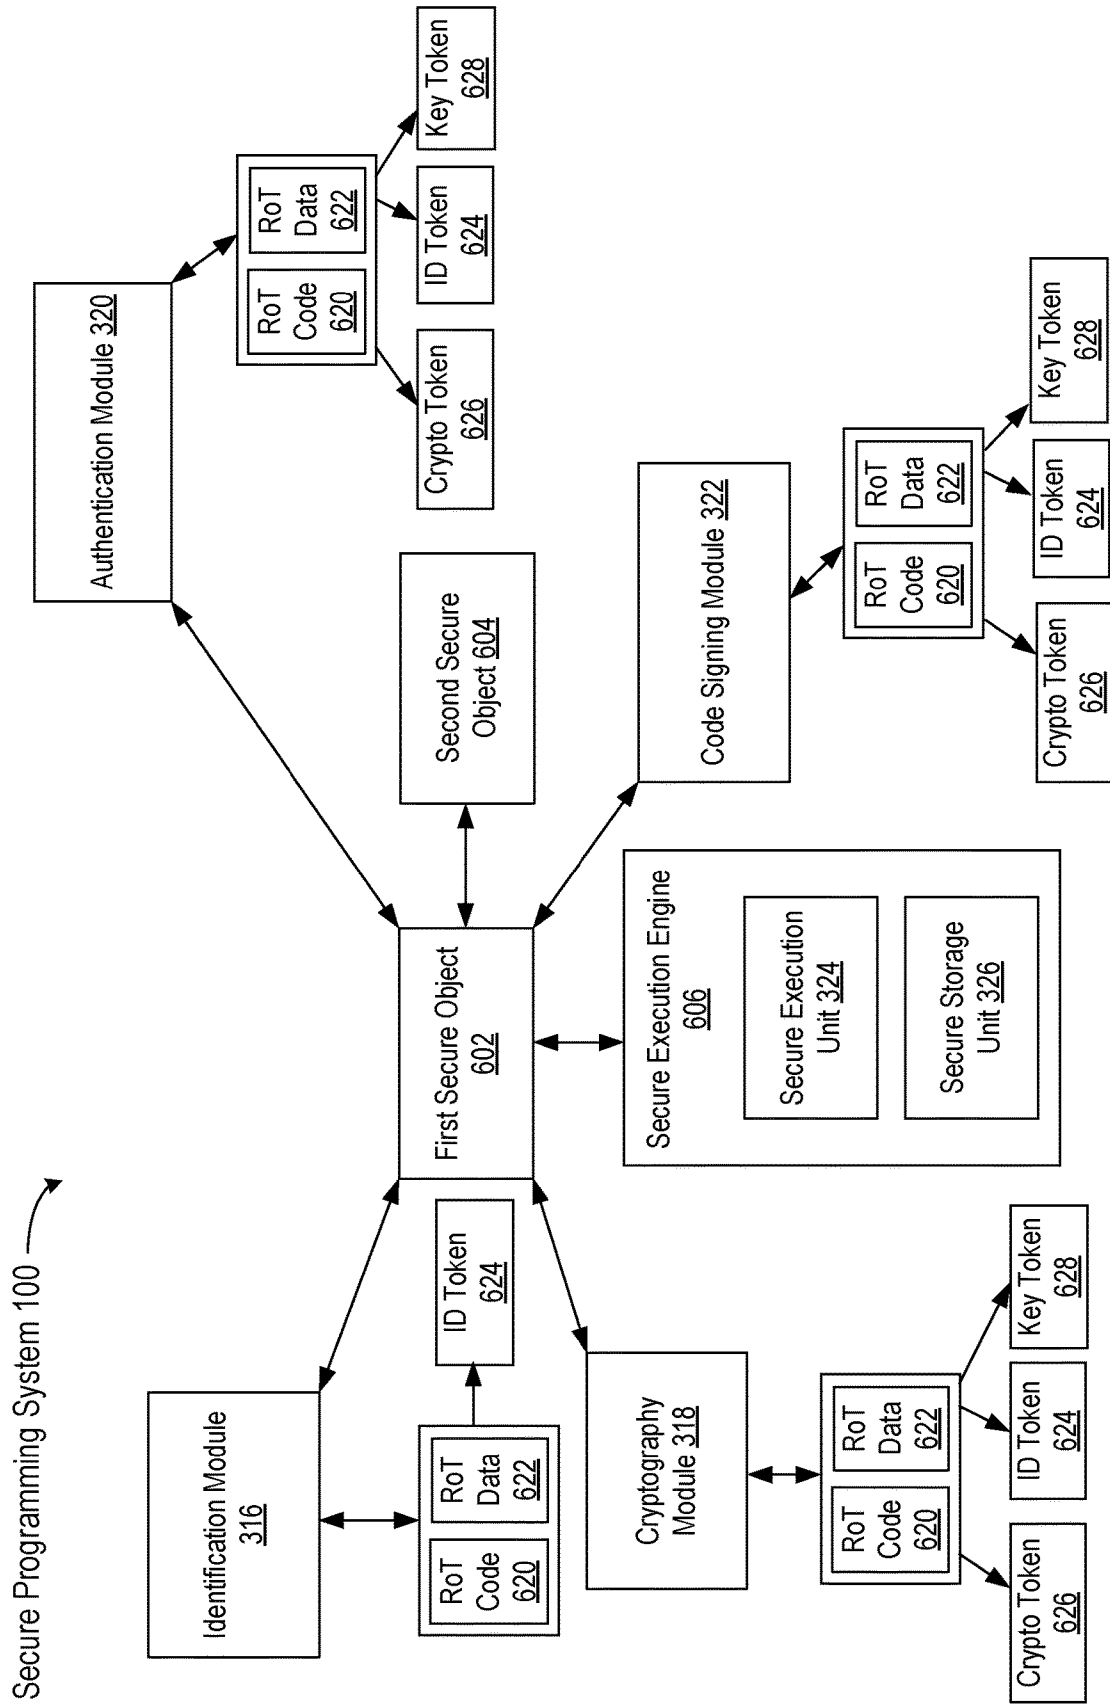 Secure Programming System 100
Identification Module
316
RoT
Code
620
RoT
Data
622
ID Token
624
Authentication Module 320
RoT
Code
620
RoT
Data
622
Crypto Token
626
ID Token
624
Key Token
628
First Secure Object
602
Second Secure
Object 604
Cryptography
Module 318
RoT
Code
620
RoT
Data
622
Crypto Token
626
ID Token
624
Key Token
628
Secure Execution Engine
606
Secure Execution
Unit 324
Secure Storage
Unit 326
Code Signing Module 322
RoT
Code
620
RoT
Data
622
Crypto Token
626
ID Token
624
Key Token
628